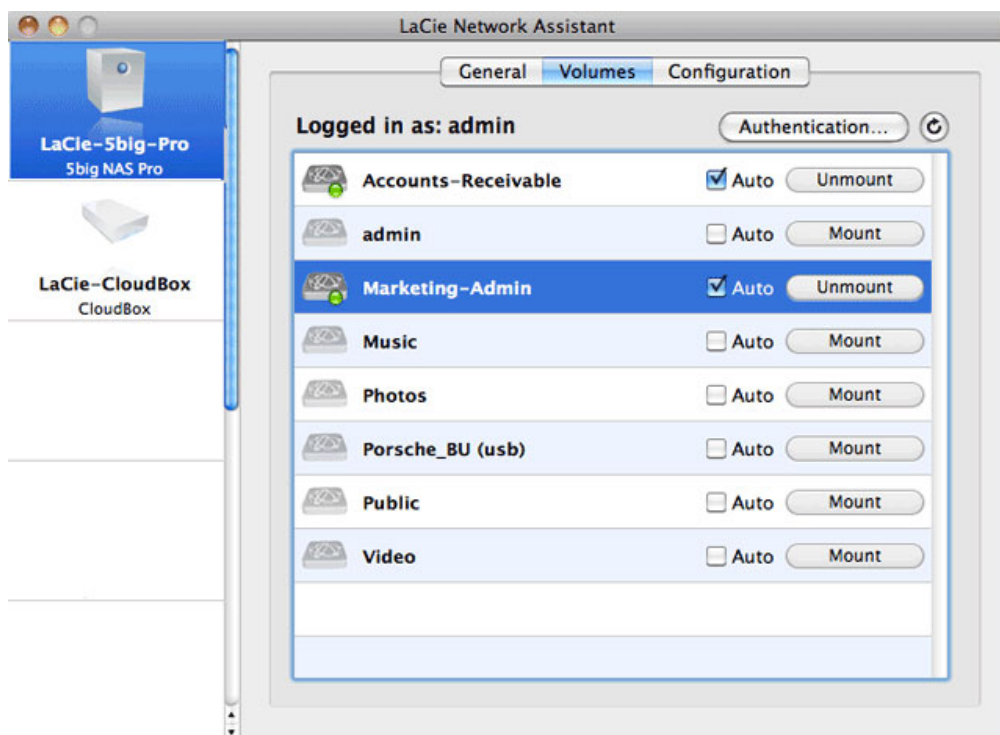 LaCie Network Assistant
LaCie-5big-Pro
5big NAS Pro
LaCie-CloudBox
CloudBox
General Volumes Configuration
Logged in as: admin Authentication...
Accounts-Receivable Auto Unmount
admin Auto Mount
Marketing-Admin Auto Unmount
Music Auto Mount
Photos Auto Mount
Porsche_BU (usb) Auto Mount
Public Auto Mount
Video Auto Mount